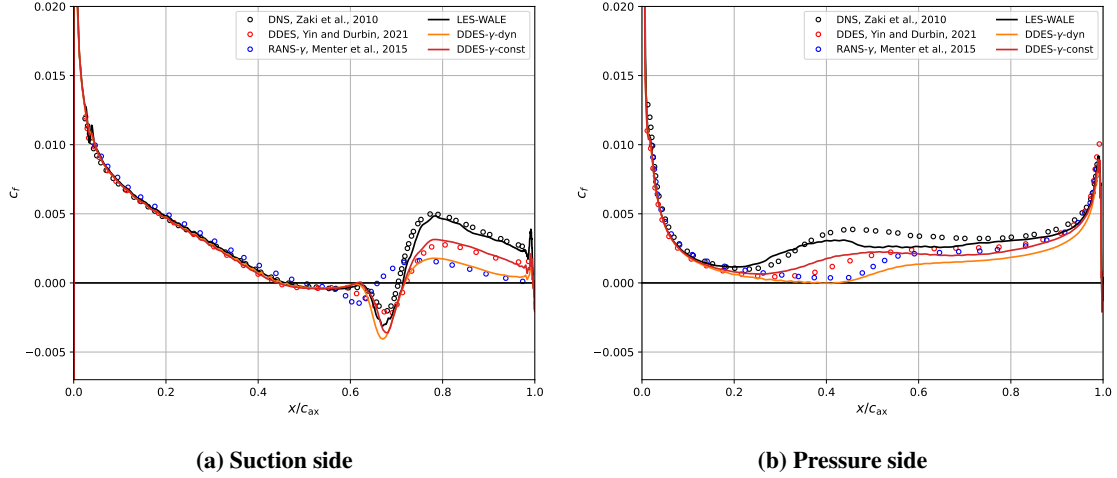 DNS, Zaki et al., 2010
DDES, Yin and Durbin, 2021
RANS-γ, Menter et al., 2015
LES-WALE
DDES-γ-dyn
DDES-γ-const
0.020
0.015
0.010
0.005
0.000
−0.005
c_f
0.0 0.2 0.4 0.6 0.8 1.0
x/c_ax
(a) Suction side
DNS, Zaki et al., 2010
DDES, Yin and Durbin, 2021
RANS-γ, Menter et al., 2015
LES-WALE
DDES-γ-dyn
DDES-γ-const
0.020
0.015
0.010
0.005
0.000
−0.005
c_f
0.0 0.2 0.4 0.6 0.8 1.0
x/c_ax
(b) Pressure side